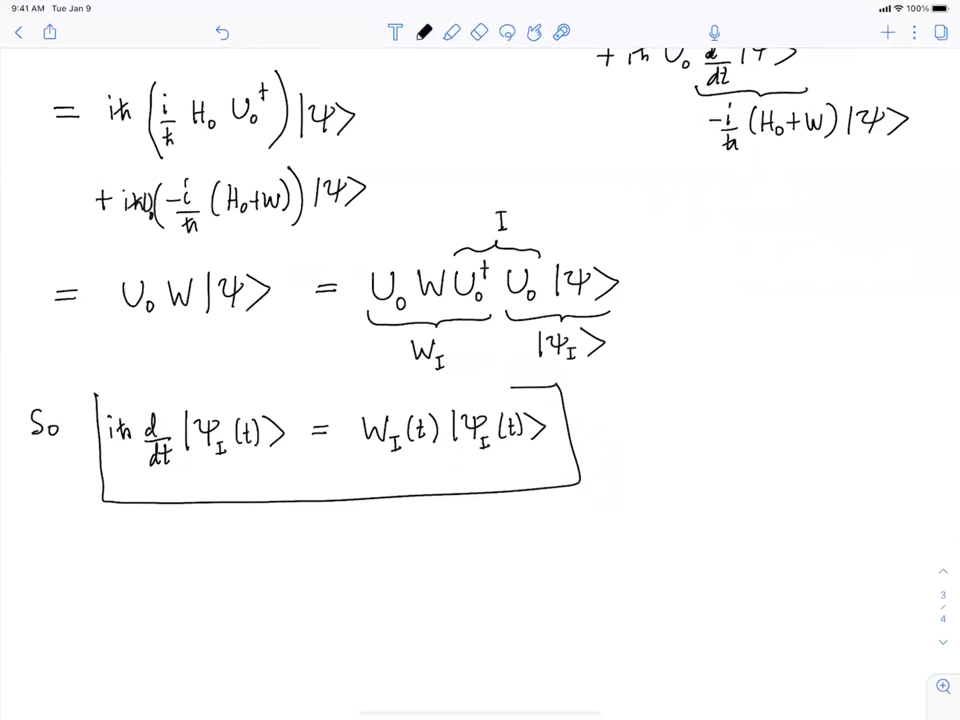 9:41 AM Tue Jan 9
100%
+ iħ U₀ d/dt |Ψ⟩
= iħ (i/ħ H₀ U₀†) |Ψ⟩
-i/ħ (H₀+W) |Ψ⟩
+ iħU₀(-i/ħ (H₀+W)) |Ψ⟩
I
= U₀ W |Ψ⟩ = U₀ W U₀† U₀ |Ψ⟩
W_I |Ψ_I⟩
So iħ d/dt |Ψ_I(t)⟩ = W_I(t) |Ψ_I(t)⟩
3
/
4